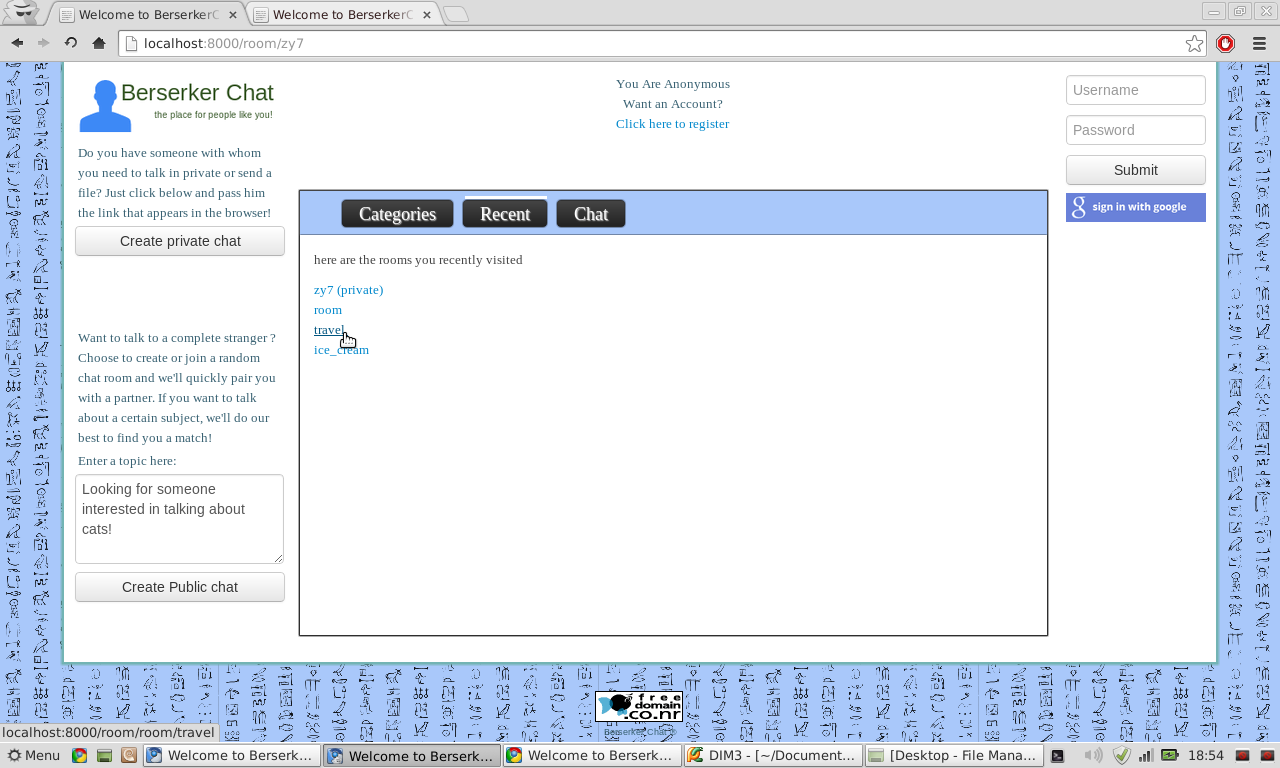 Welcome to BerserkerC
Welcome to BerserkerC
localhost:8000/room/zy7
Berserker Chat
the place for people like you!
Do you have someone with whom
you need to talk in private or send a
file? Just click below and pass him
the link that appears in the browser!
Create private chat
Want to talk to a complete stranger ?
Choose to create or join a random
chat room and we'll quickly pair you
with a partner. If you want to talk
about a certain subject, we'll do our
best to find you a match!
Enter a topic here:
Looking for someone
interested in talking about
cats!
Create Public chat
You Are Anonymous
Want an Account?
Click here to register
Categories
Recent
Chat
here are the rooms you recently visited
zy7 (private)
room
travel
ice_cream
Username
Password
Submit
g sign in with google
free
domain
.co.nr
Berserker Chat ©
localhost:8000/room/room/travel
Menu
Welcome to Berserk...
Welcome to Berserk...
Welcome to Berserk...
DIM3 - [~/Document...
[Desktop - File Mana...
18:54